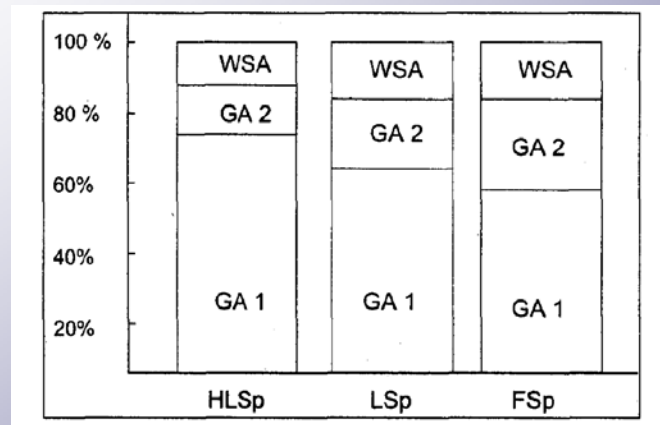 100 %
WSA
WSA
WSA
80 %
GA 2
GA 2
GA 2
60%
40%
GA 1
GA 1
GA 1
20%
HLSp
LSp
FSp